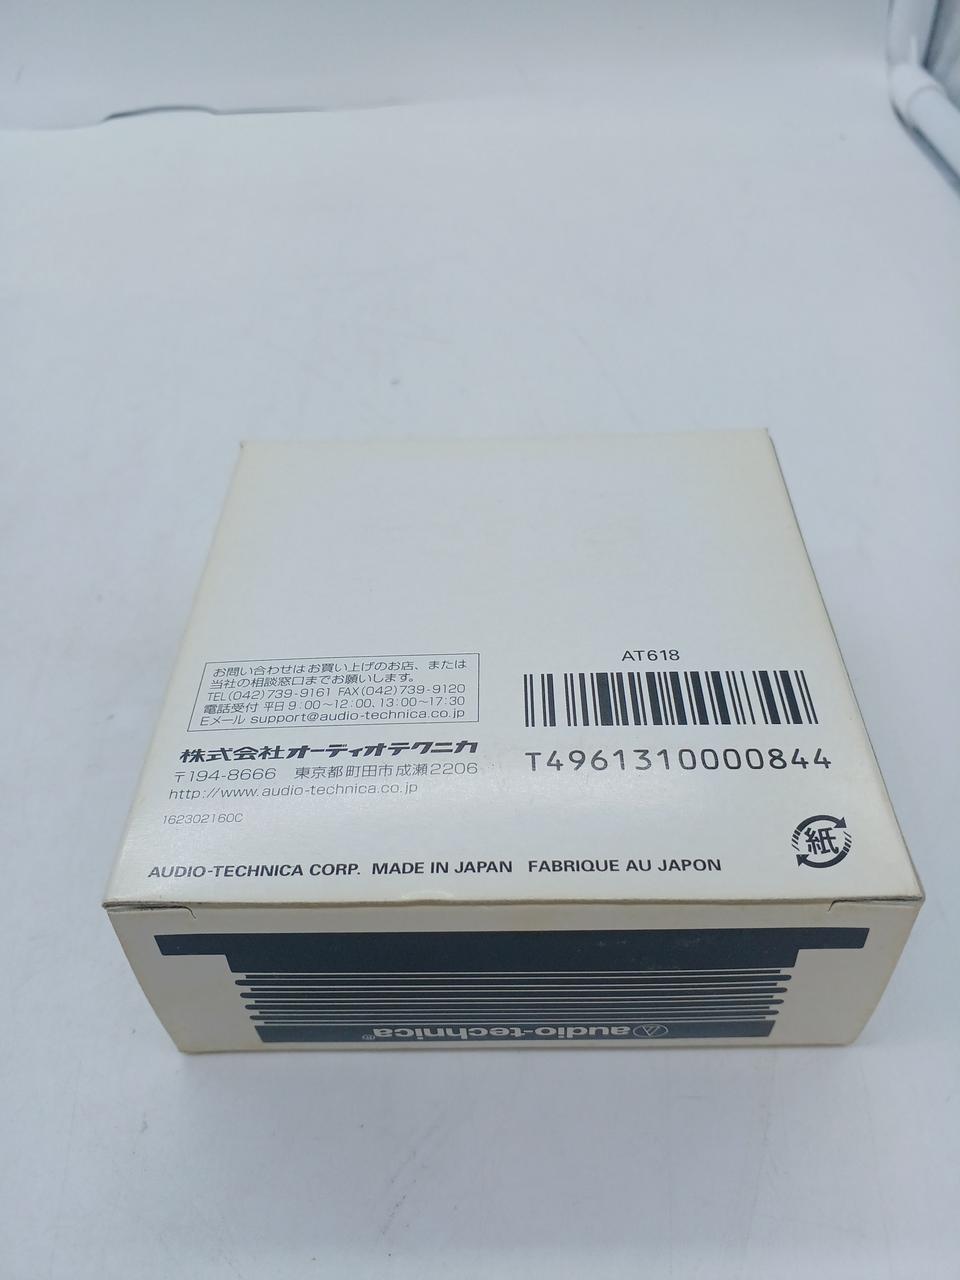 AT618
お問い合わせはお買い上げのお店、または
当社の相談窓口までお願いします。
TEL(042)739-9161 FAX(042)739-9120
電話受付 平日9:00〜12:00、13:00〜17:30
Eメール support@audio-technica.co.jp
T4961310000844
株式会社オーディオテクニカ
〒194-8666 東京都町田市成瀬2206
http://www.audio-technica.co.jp
162302160C
紙
AUDIO-TECHNICA CORP. MADE IN JAPAN FABRIQUE AU JAPON
audio-technica®